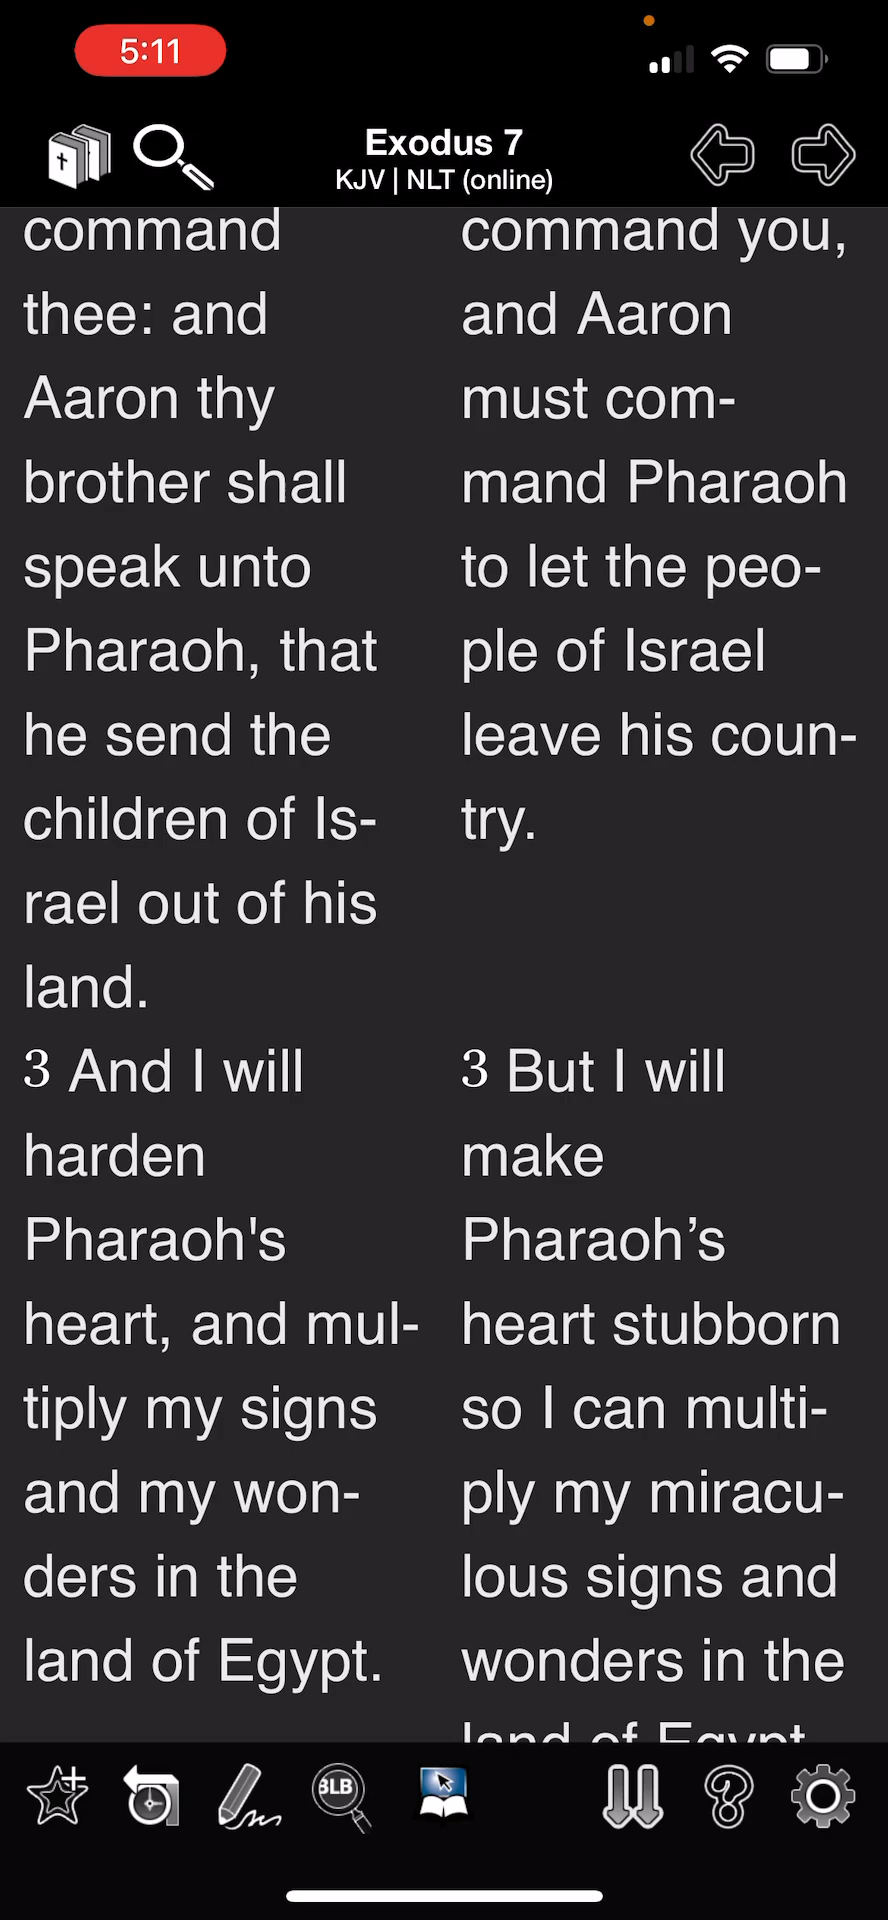 5:11
Exodus 7
KJV | NLT (online)
command
thee: and
Aaron thy
brother shall
speak unto
Pharaoh, that
he send the
children of Is-
rael out of his
land.
3 And I will
harden
Pharaoh's
heart, and mul-
tiply my signs
and my won-
ders in the
land of Egypt.
command you,
and Aaron
must com-
mand Pharaoh
to let the peo-
ple of Israel
leave his coun-
try.
3 But I will
make
Pharaoh’s
heart stubborn
so I can multi-
ply my miracu-
lous signs and
wonders in the
land of Egypt
BLB